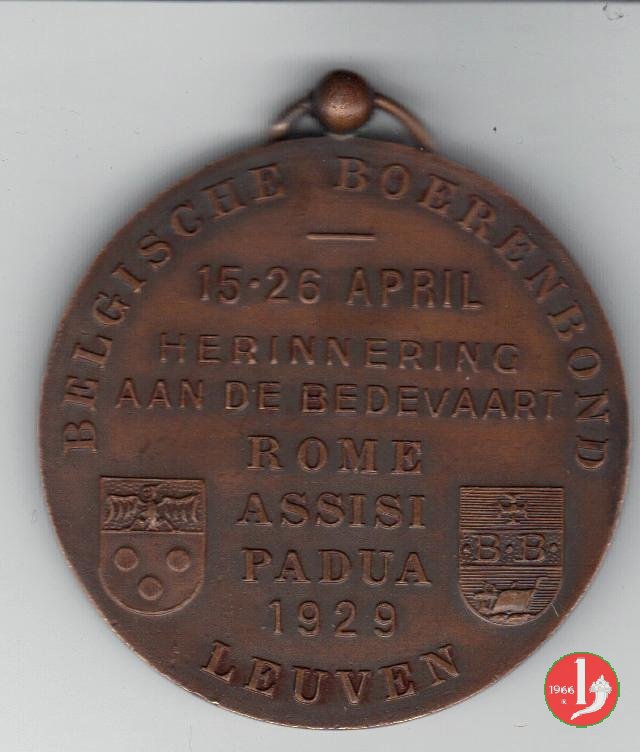 BELGISCHE BOERENBOND
15·26 APRIL
HERINNERING
AAN DE BEDEVAART
ROME
ASSISI
PADUA
1929
LEUVEN
B·B
1966